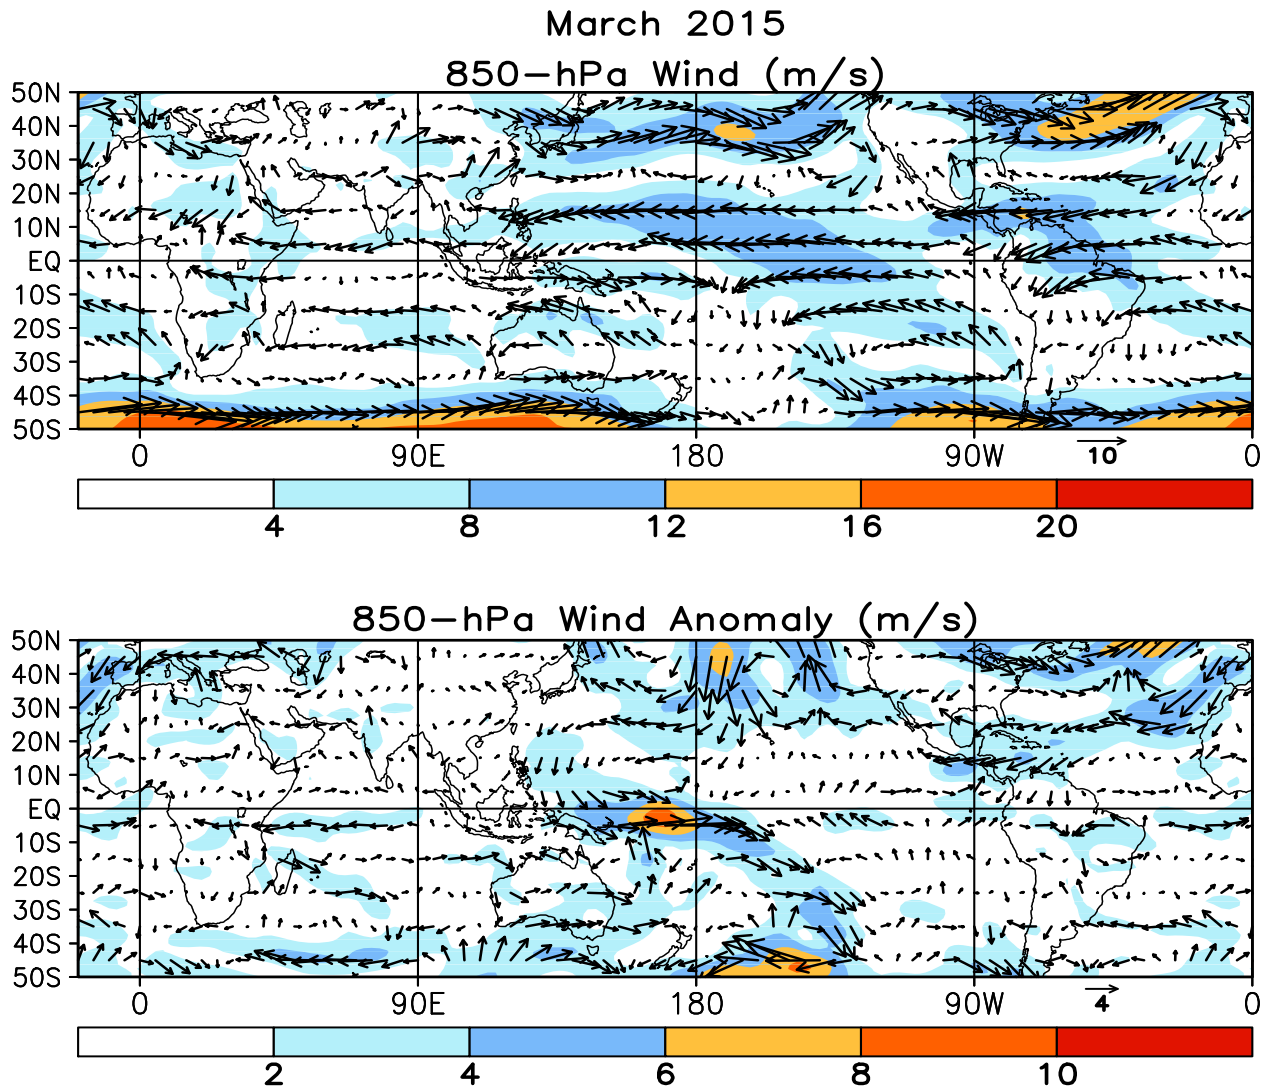 March 2015
850-hPa Wind (m/s)
50N
40N
30N
20N
10N
EQ
10S
20S
30S
40S
50S
0 90E 180 90W 0
10
4 8 12 16 20
850-hPa Wind Anomaly (m/s)
50N
40N
30N
20N
10N
EQ
10S
20S
30S
40S
50S
0 90E 180 90W 0
4
2 4 6 8 10